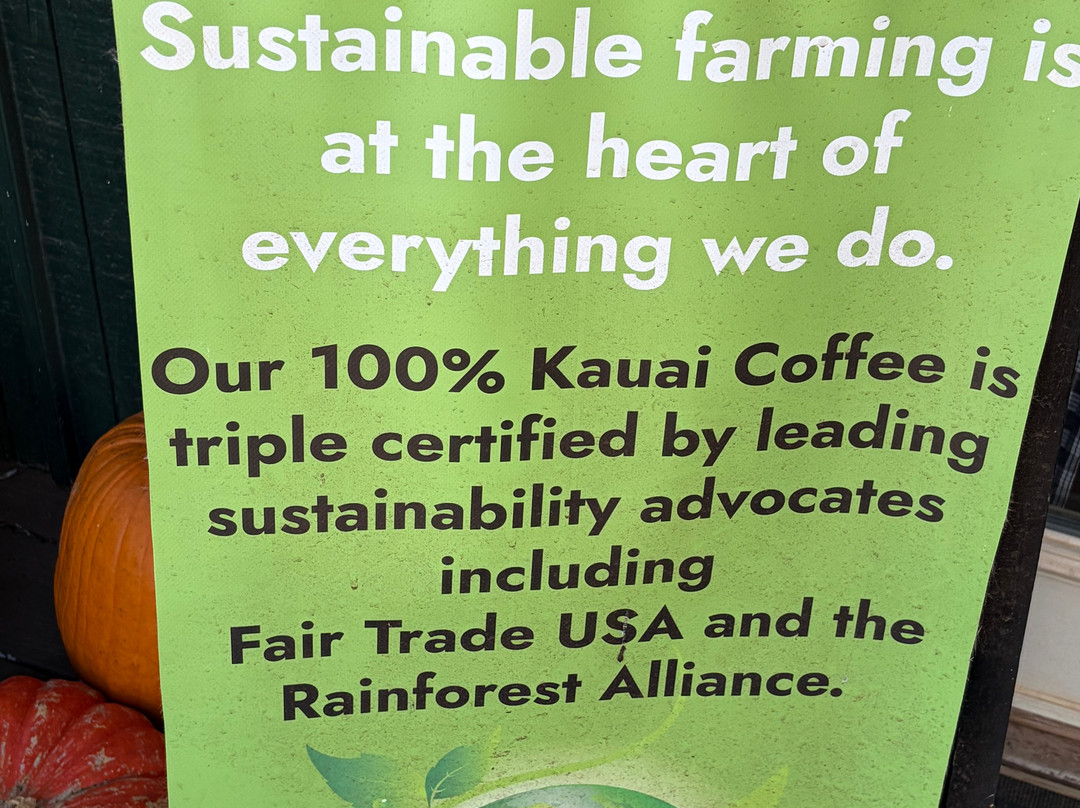 Sustainable farming is
at the heart of
everything we do.
Our 100% Kauai Coffee is
triple certified by leading
sustainability advocates
including
Fair Trade USA and the
Rainforest Alliance.